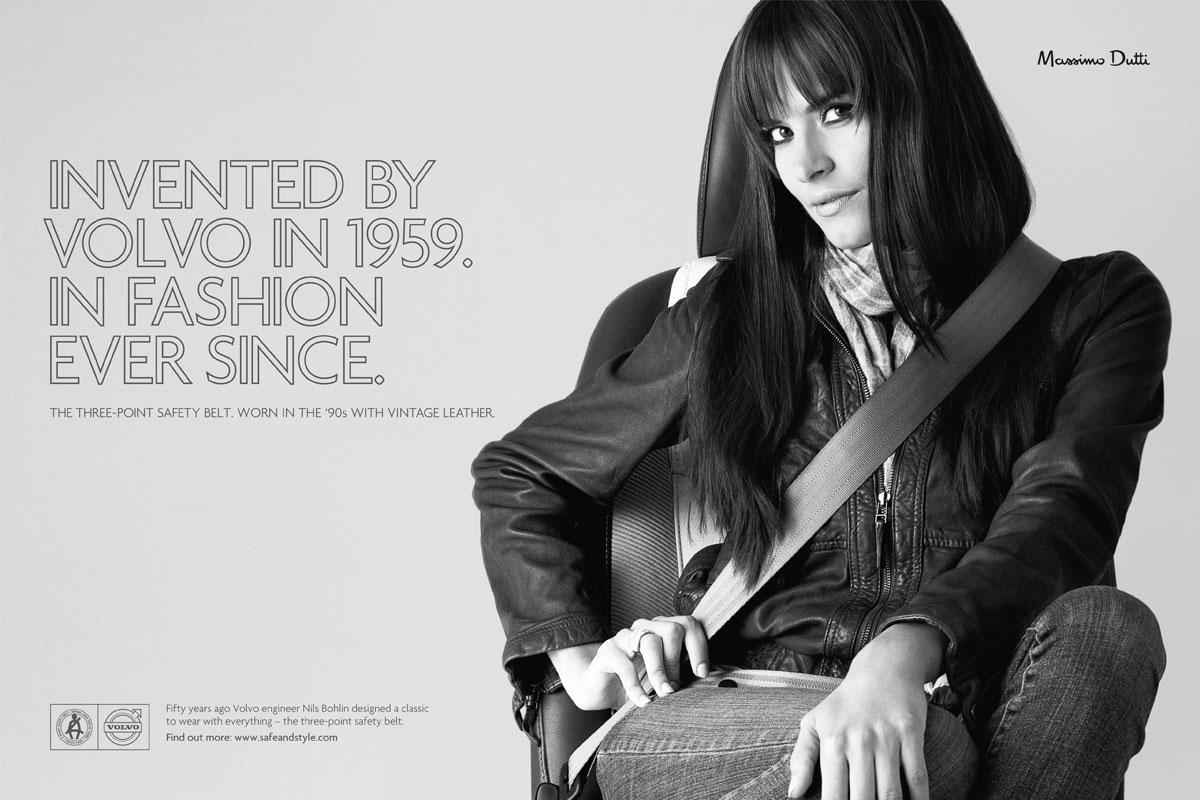 Massimo Dutti
INVENTED BY
VOLVO IN 1959.
IN FASHION
EVER SINCE.
THE THREE-POINT SAFETY BELT. WORN IN THE ‘90s WITH VINTAGE LEATHER.
VOLVO
Fifty years ago Volvo engineer Nils Bohlin designed a classic
to wear with everything – the three-point safety belt.
Find out more: www.safeandstyle.com